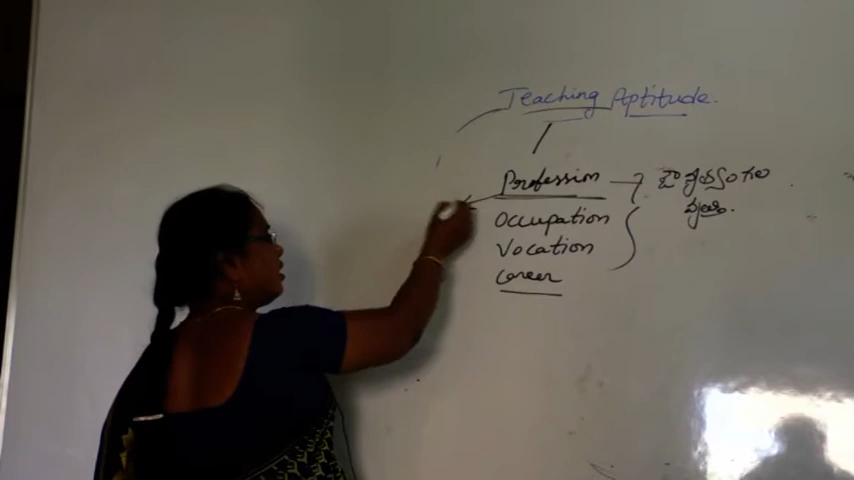 Teaching Aptitude.
Profession
Occupation
Vocation
Career